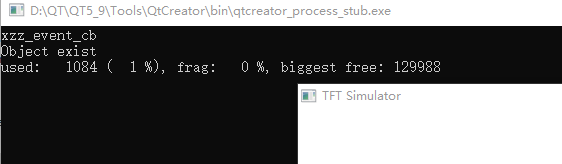 D:\QT\QT5_9\Tools\QtCreator\bin\qtcreator_process_stub.exe
xzz_event_cb
Object exist
used:   1084 (  1 %), frag:   0 %, biggest free: 129988
TFT Simulator